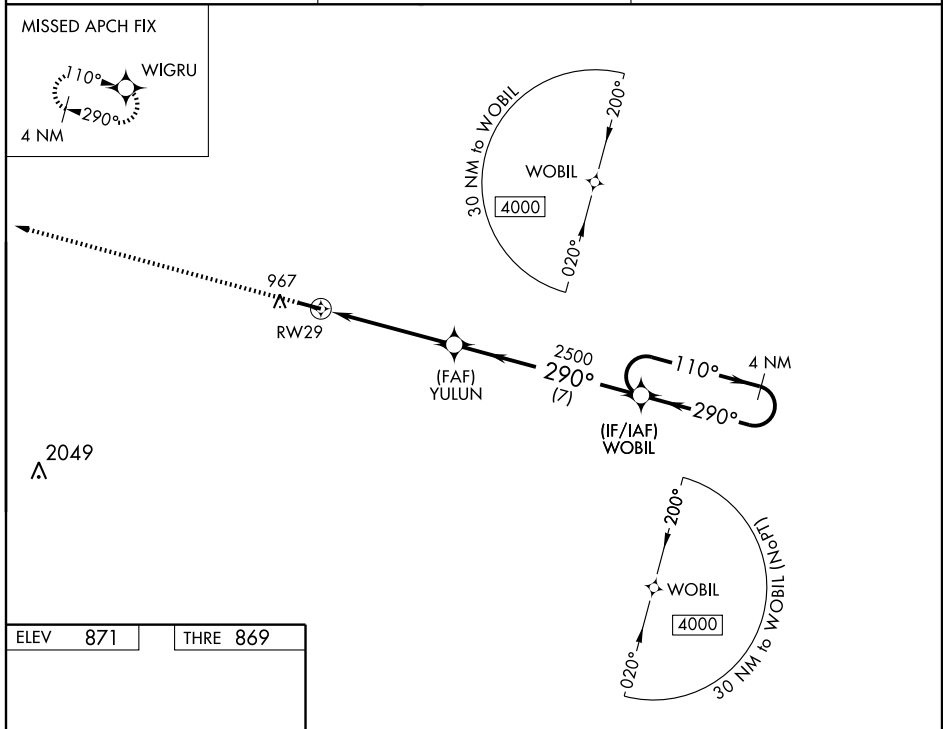 MISSED APCH FIX
110°
WIGRU
290°
4 NM
30 NM to WOBIL
200°
WOBIL
4000
020°
967
RW29
(FAF)
YULUN
2500
290°
(7)
110°
4 NM
290°
(IF/IAF)
WOBIL
2049
200°
WOBIL
4000
020°
30 NM to WOBIL (NoPT)
ELEV 871
THRE 869